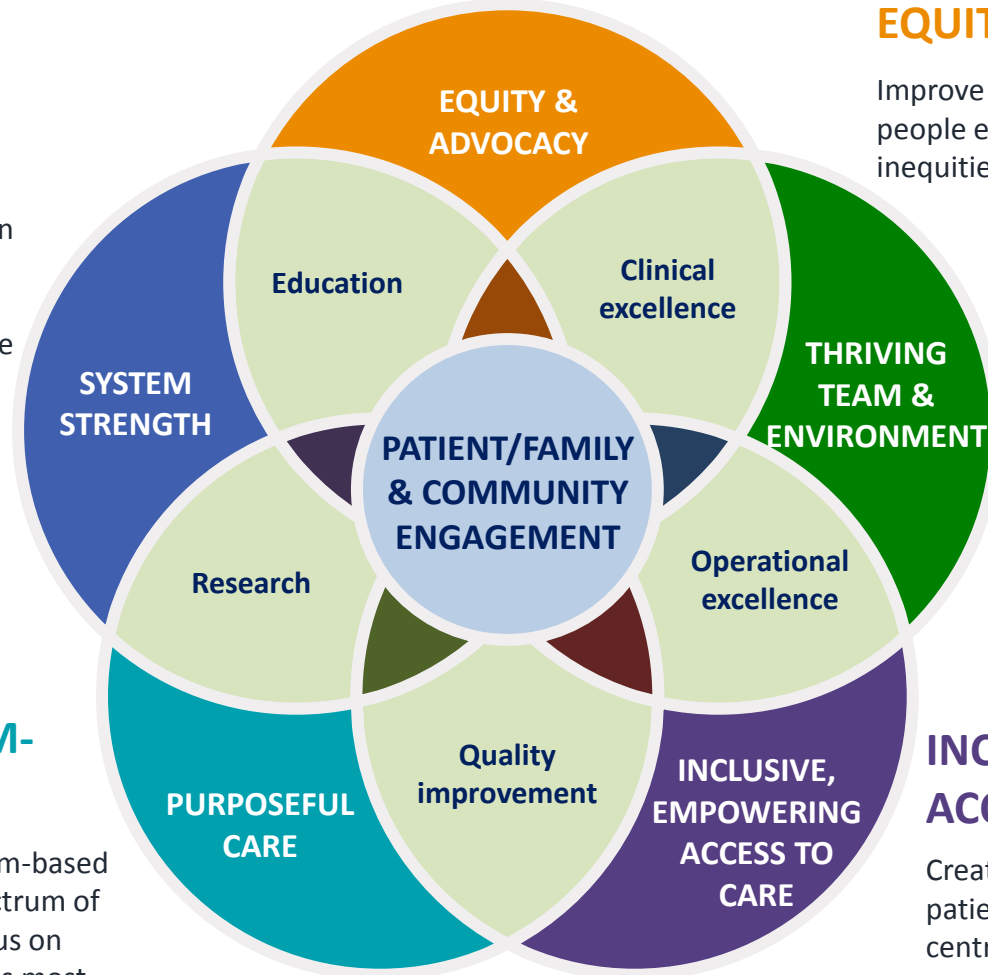 EQUIT
Improve
people e
inequitie
EQUITY &
ADVOCACY
n
e
Education
Clinical
excellence
SYSTEM
STRENGTH
THRIVING
TEAM &
ENVIRONMENT
PATIENT/FAMILY
& COMMUNITY
ENGAGEMENT
Research
Operational
excellence
M-
m-based
ctrum of
us on
s most
PURPOSEFUL
CARE
Quality
improvement
INCLUSIVE,
EMPOWERING
ACCESS TO
CARE
INC
ACC
Creat
patie
centr